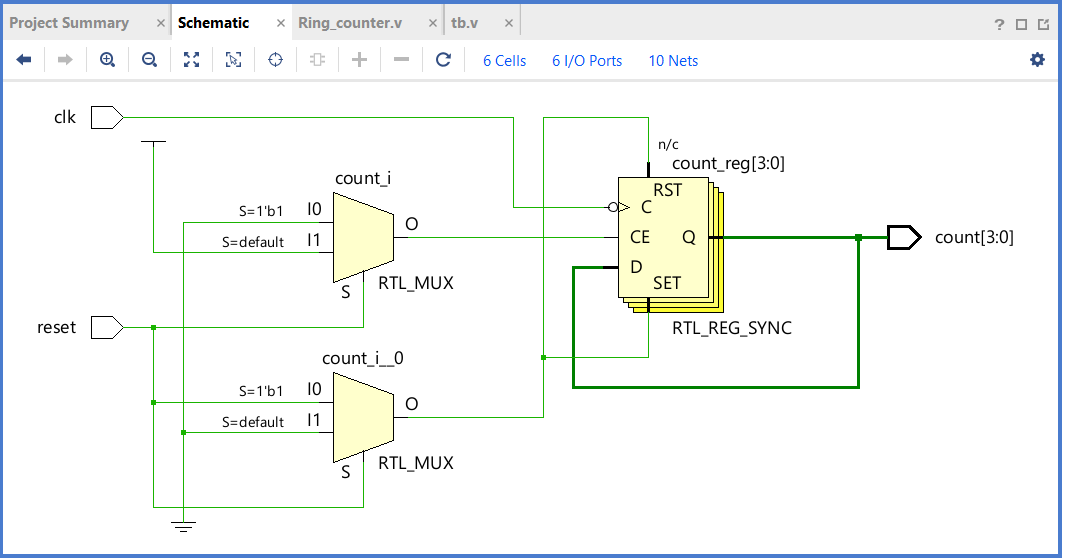 Project Summary × Schematic × Ring_counter.v × tb.v ×
?
6 Cells 6 I/O Ports 10 Nets
clk
n/c
count_reg[3:0]
count_i
RST
S=1'b1 I0
C
O
S=default I1
CE Q
count[3:0]
D
S
RTL_MUX
SET
reset
RTL_REG_SYNC
count_i__0
S=1'b1 I0
O
S=default I1
S
RTL_MUX